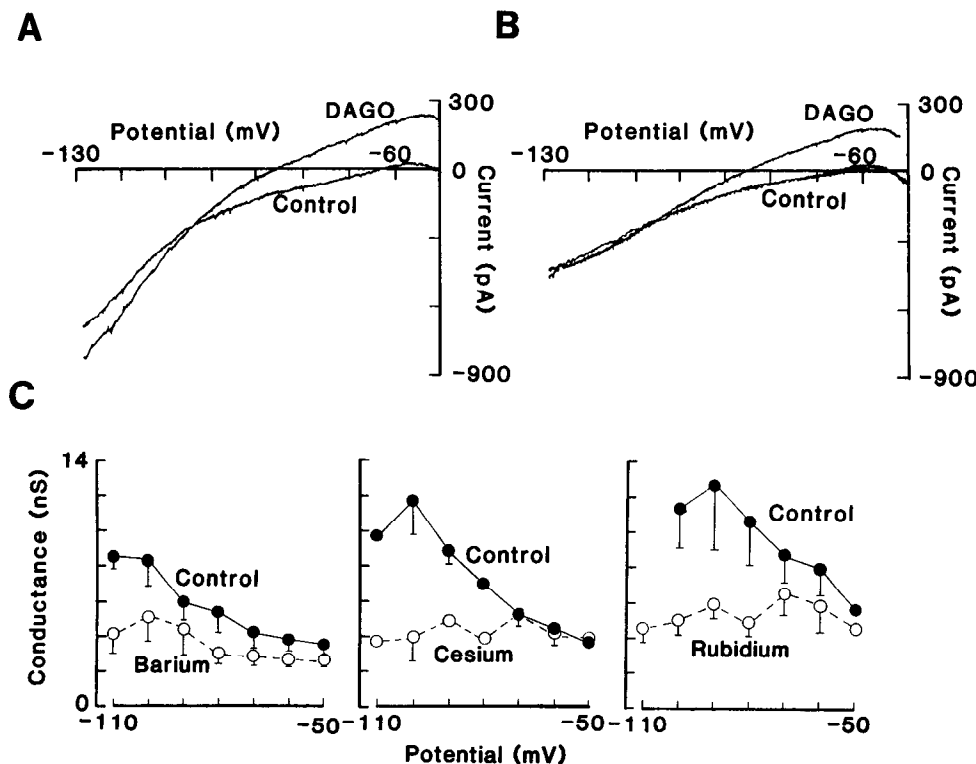 A
B
300
DAGO
Potential (mV)
-130
-60
0
Control
Current (pA)
-900
300
DAGO
Potential (mV)
-130
-60
0
Control
Current (pA)
-900
C
14
Conductance (nS)
0
Control
Barium
-110
-50
Control
Cesium
-110
-50
Control
Rubidium
-110
-50
Potential (mV)